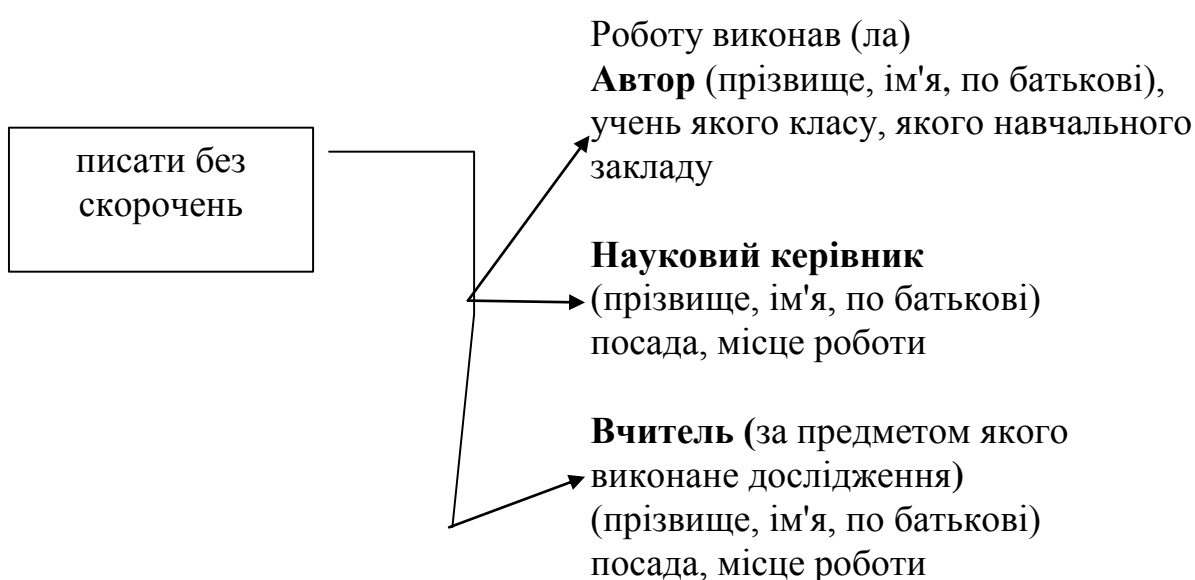 Роботу виконав (ла)
Автор (прізвище, ім'я, по батькові),
учень якого класу, якого навчального
закладу
писати без
скорочень
Науковий керівник
(прізвище, ім'я, по батькові)
посада, місце роботи
Вчитель (за предметом якого
виконане дослідження)
(прізвище, ім'я, по батькові)
посада, місце роботи